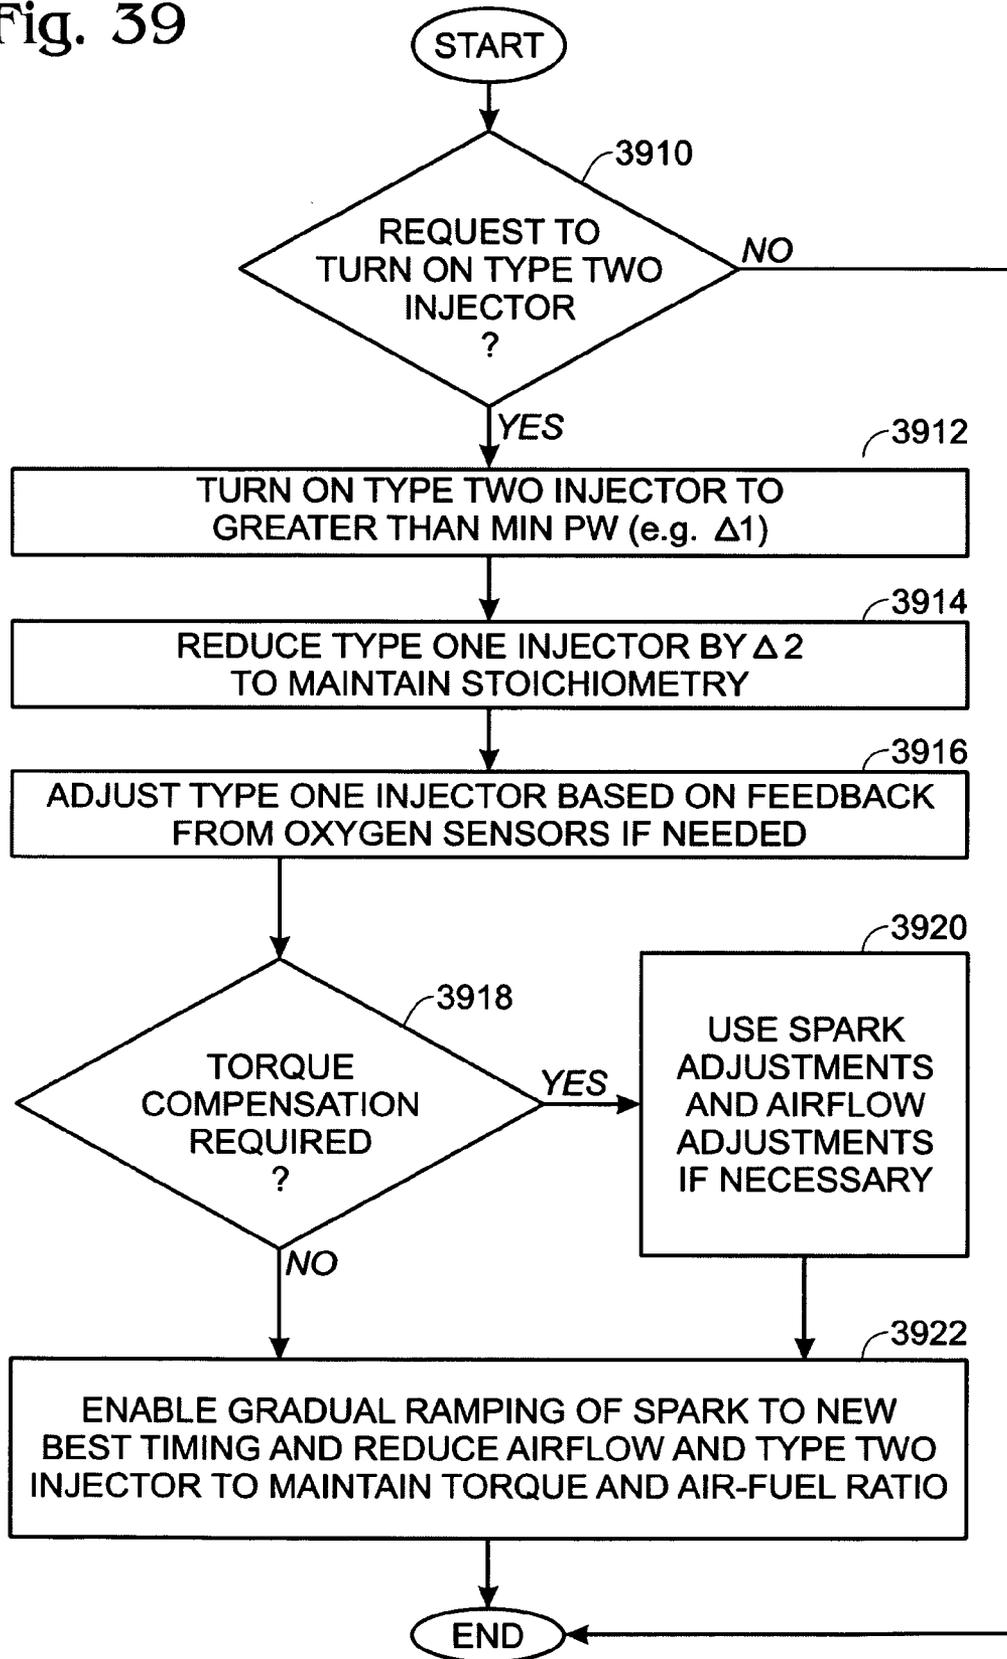 Fig. 39
START
3910
REQUEST TO
TURN ON TYPE TWO
INJECTOR
?
NO
YES
3912
TURN ON TYPE TWO INJECTOR TO
GREATER THAN MIN PW (e.g. Δ1)
3914
REDUCE TYPE ONE INJECTOR BY Δ2
TO MAINTAIN STOICHIOMETRY
3916
ADJUST TYPE ONE INJECTOR BASED ON FEEDBACK
FROM OXYGEN SENSORS IF NEEDED
3918
TORQUE
COMPENSATION
REQUIRED
?
YES
NO
3920
USE SPARK
ADJUSTMENTS
AND AIRFLOW
ADJUSTMENTS
IF NECESSARY
3922
ENABLE GRADUAL RAMPING OF SPARK TO NEW
BEST TIMING AND REDUCE AIRFLOW AND TYPE TWO
INJECTOR TO MAINTAIN TORQUE AND AIR-FUEL RATIO
END